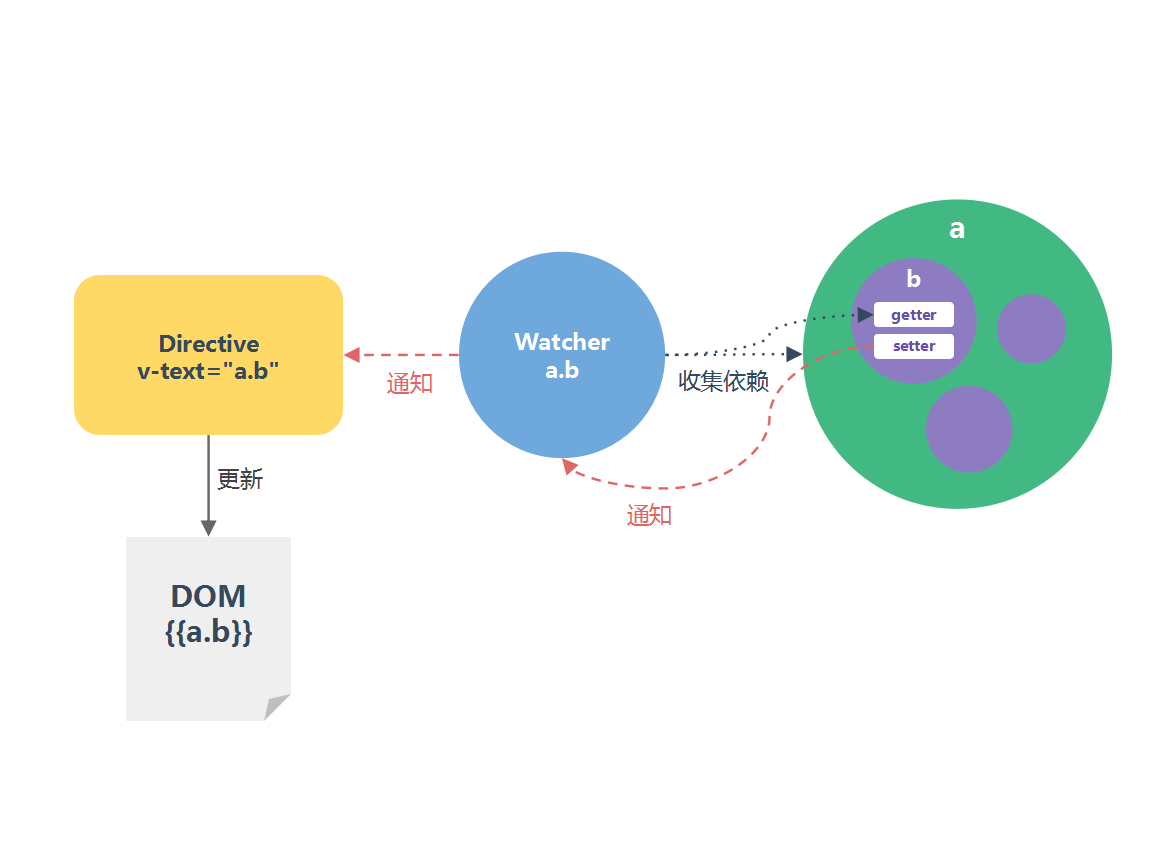 Directive
v-text="a.b"
通知
Watcher
a.b
收集依赖
a
b
getter
setter
通知
更新
DOM
{{a.b}}